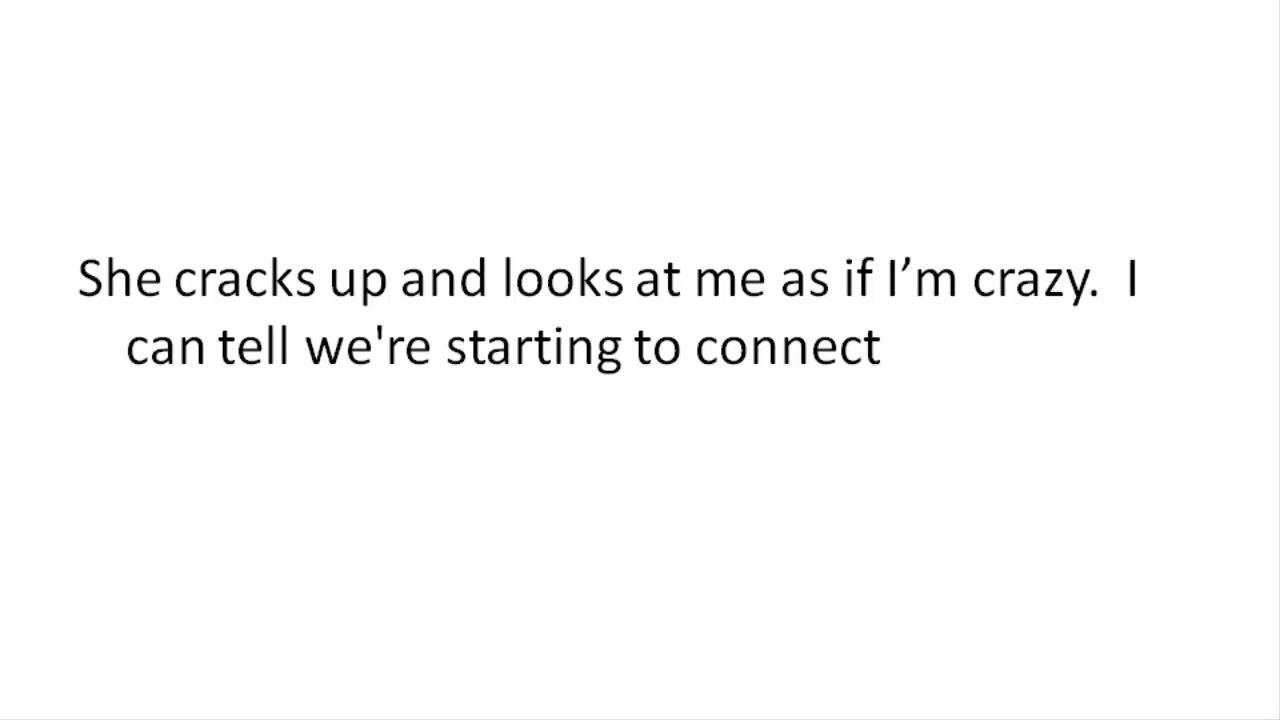 She cracks up and looks at me as if I’m crazy.  I
can tell we're starting to connect